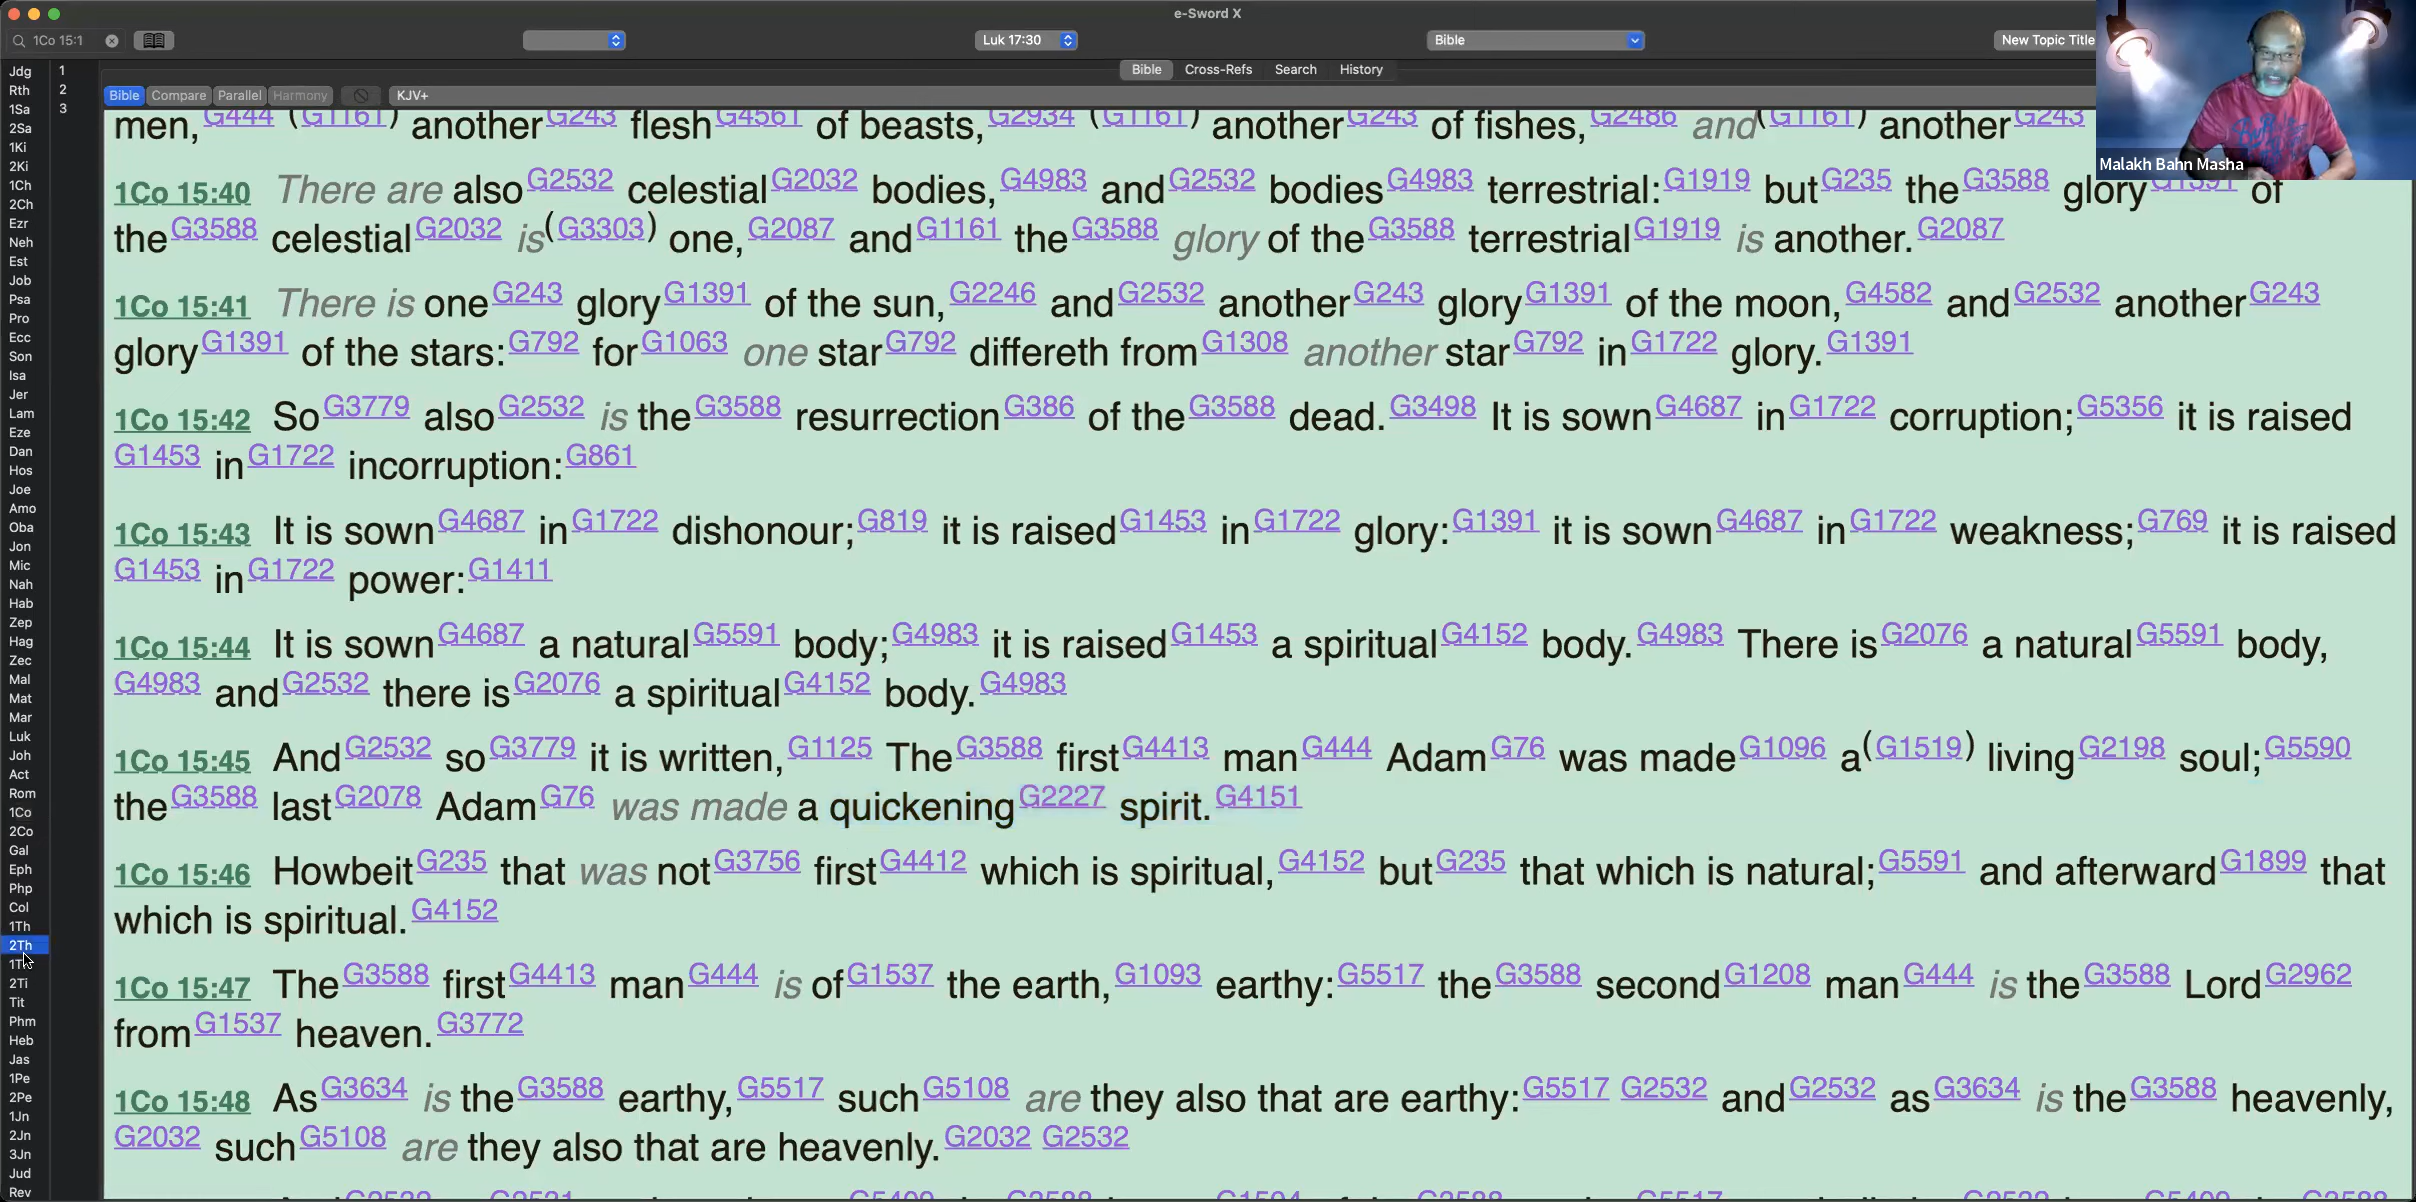 e-Sword X
1Co 15:1
Luk 17:30
Bible
New Topic Title
Bible Cross-Refs Search History
Bible Compare Parallel Harmony KJV+
Jdg
Rth
1Sa
2Sa
1Ki
2Ki
1Ch
2Ch
Ezr
Neh
Est
Job
Psa
Pro
Ecc
Son
Isa
Jer
Lam
Eze
Dan
Hos
Joe
Amo
Oba
Jon
Mic
Nah
Hab
Zep
Hag
Zec
Mal
Mat
Mar
Luk
Joh
Act
Rom
1Co
2Co
Gal
Eph
Php
Col
1Th
2Th
2Ti
Tit
Phm
Heb
Jas
1Pe
2Pe
1Jn
2Jn
3Jn
Jud
Rev
1
2
3
men,G444 (G1161) another G243 flesh G4561 of beasts,G2934 (G1161) another G243 of fishes,G2486 and(G1161) another G243
1Co 15:40 There are also G2532 celestial G2032 bodies,G4983 and G2532 bodies G4983 terrestrial:G1919 but G235 the G3588 glory G1391 of
the G3588 celestial G2032 is(G3303) one,G2087 and G1161 the G3588 glory of the G3588 terrestrial G1919 is another.G2087
1Co 15:41 There is one G243 glory G1391 of the sun,G2246 and G2532 another G243 glory G1391 of the moon,G4582 and G2532 another G243
glory G1391 of the stars:G792 for G1063 one star G792 differeth from G1308 another star G792 in G1722 glory.G1391
1Co 15:42 So G3779 also G2532 is the G3588 resurrection G386 of the G3588 dead.G3498 It is sown G4687 in G1722 corruption;G5356 it is raised
G1453 in G1722 incorruption:G861
1Co 15:43 It is sown G4687 in G1722 dishonour;G819 it is raised G1453 in G1722 glory:G1391 it is sown G4687 in G1722 weakness;G769 it is raised
G1453 in G1722 power:G1411
1Co 15:44 It is sown G4687 a natural G5591 body;G4983 it is raised G1453 a spiritual G4152 body.G4983 There is G2076 a natural G5591 body,
G4983 and G2532 there is G2076 a spiritual G4152 body.G4983
1Co 15:45 And G2532 so G3779 it is written,G1125 The G3588 first G4413 man G444 Adam G76 was made G1096 a(G1519) living G2198 soul;G5590
the G3588 last G2078 Adam G76 was made a quickening G2227 spirit.G4151
1Co 15:46 Howbeit G235 that was not G3756 first G4412 which is spiritual,G4152 but G235 that which is natural;G5591 and afterward G1899 that
which is spiritual.G4152
1Co 15:47 The G3588 first G4413 man G444 is of G1537 the earth,G1093 earthy:G5517 the G3588 second G1208 man G444 is the G3588 Lord G2962
from G1537 heaven.G3772
1Co 15:48 As G3634 is the G3588 earthy,G5517 such G5108 are they also that are earthy:G5517 G2532 and G2532 as G3634 is the G3588 heavenly,
G2032 such G5108 are they also that are heavenly.G2032 G2532
Malakh Bahn Masha